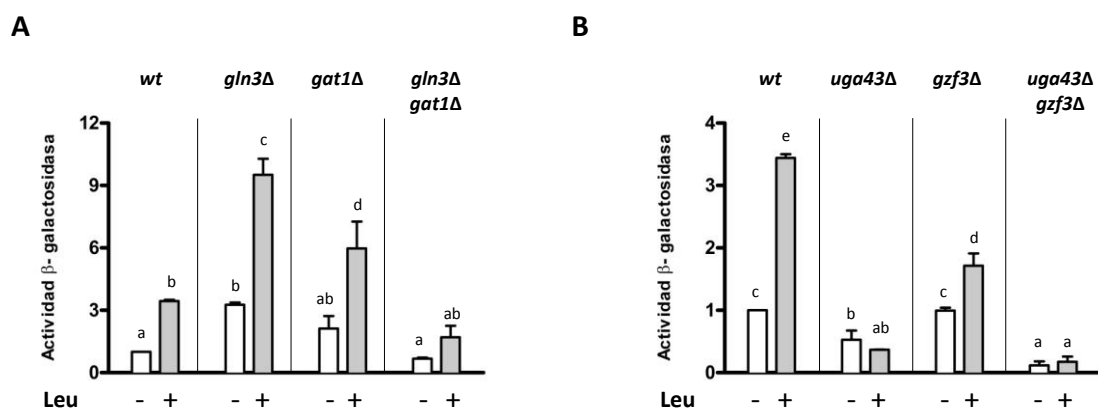 A
wt gln3Δ gat1Δ gln3Δ
gat1Δ
12
9
6
3
0
Actividad β- galactosidasa
a b b c ab d a ab
Leu - + - + - + - +
B
wt uga43Δ gzf3Δ uga43Δ
gzf3Δ
4
3
2
1
0
Actividad β- galactosidasa
c e b ab c d a a
Leu - + - + - + - +